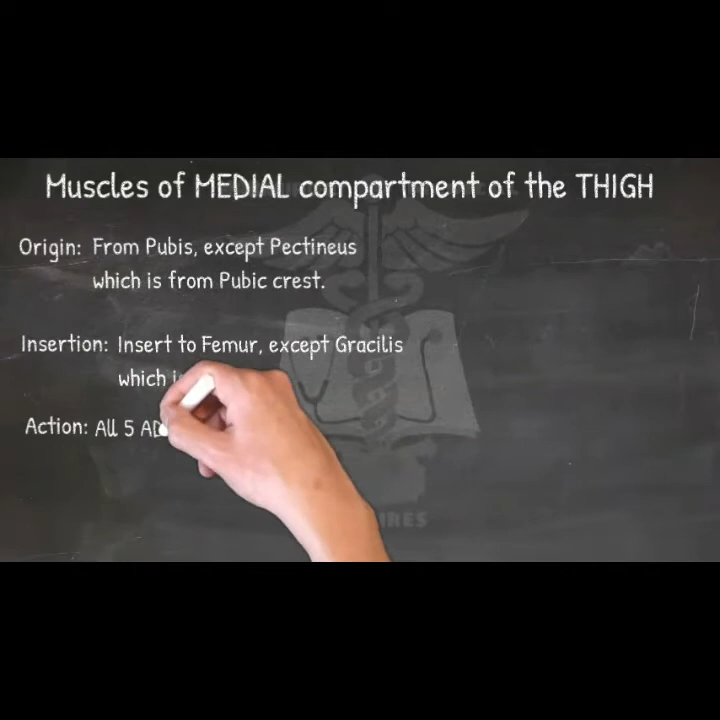 Muscles of MEDIAL compartment of the THIGH
Origin: From Pubis, except Pectineus
which is from Pubic crest.
Insertion: Insert to Femur, except Gracilis
which
Action: All 5 AD